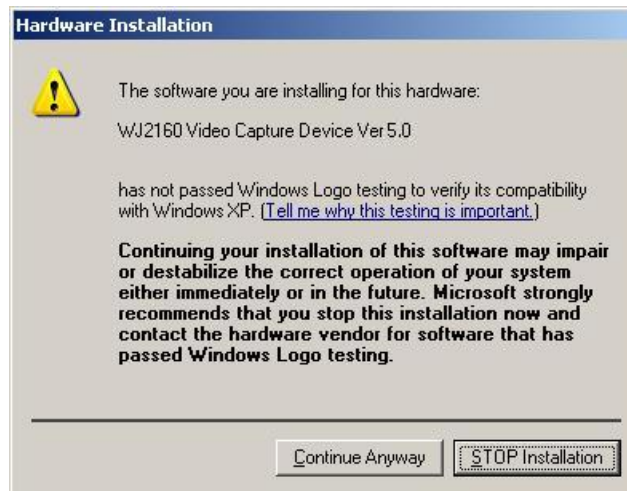 Hardware Installation
The software you are installing for this hardware:
WJ2160 Video Capture Device Ver 5.0
has not passed Windows Logo testing to verify its compatibility
with Windows XP. (Tell me why this testing is important.)
Continuing your installation of this software may impair
or destabilize the correct operation of your system
either immediately or in the future. Microsoft strongly
recommends that you stop this installation now and
contact the hardware vendor for software that has
passed Windows Logo testing.
Continue Anyway
STOP Installation